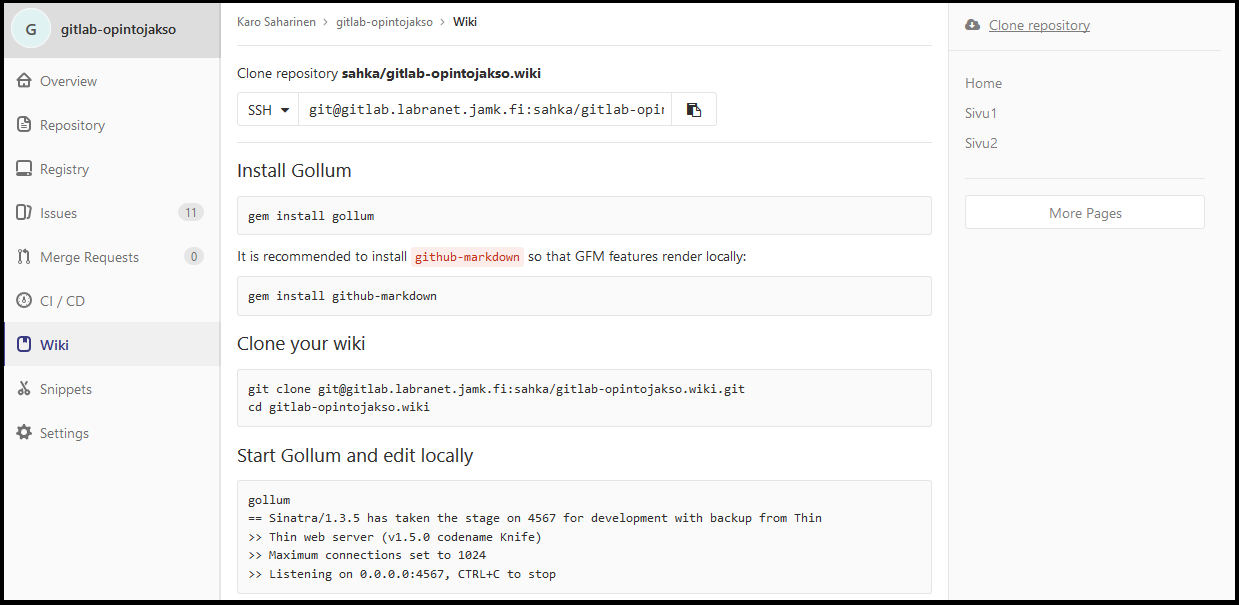 G gitlab-opintojakso
Overview
Repository
Registry
Issues 11
Merge Requests 0
CI / CD
Wiki
Snippets
Settings
Karo Saharinen > gitlab-opintojakso > Wiki
Clone repository sahka/gitlab-opintojakso.wiki
SSH git@gitlab.labranet.jamk.fi:sahka/gitlab-opin
Install Gollum
gem install gollum
It is recommended to install github-markdown so that GFM features render locally:
gem install github-markdown
Clone your wiki
git clone git@gitlab.labranet.jamk.fi:sahka/gitlab-opintojakso.wiki.git
cd gitlab-opintojakso.wiki
Start Gollum and edit locally
gollum
== Sinatra/1.3.5 has taken the stage on 4567 for development with backup from Thin
>> Thin web server (v1.5.0 codename Knife)
>> Maximum connections set to 1024
>> Listening on 0.0.0.0:4567, CTRL+C to stop
Clone repository
Home
Sivu1
Sivu2
More Pages